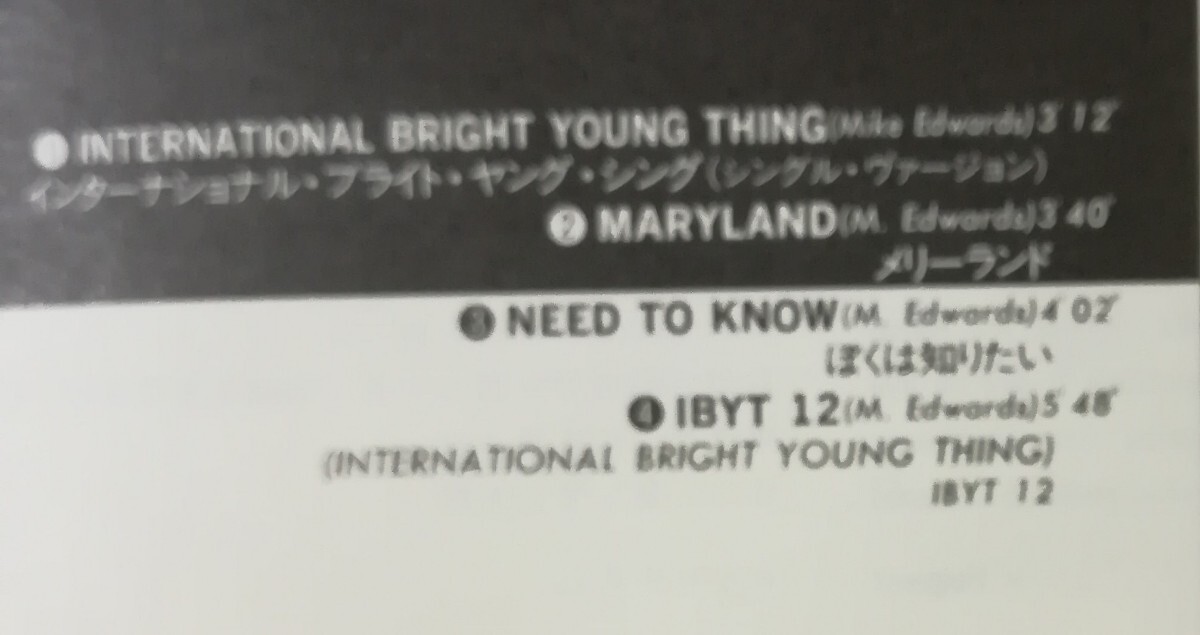 ❶ INTERNATIONAL BRIGHT YOUNG THING(Mike Edwards)3′12″
インターナショナル・ブライト・ヤング・シング(シングル・ヴァージョン)
❷ MARYLAND(M. Edwards)3′40″
メリーランド
❸ NEED TO KNOW(M. Edwards)4′02″
ぼくは知りたい
❹ IBYT 12(M. Edwards)5′48″
(INTERNATIONAL BRIGHT YOUNG THING)
IBYT 12